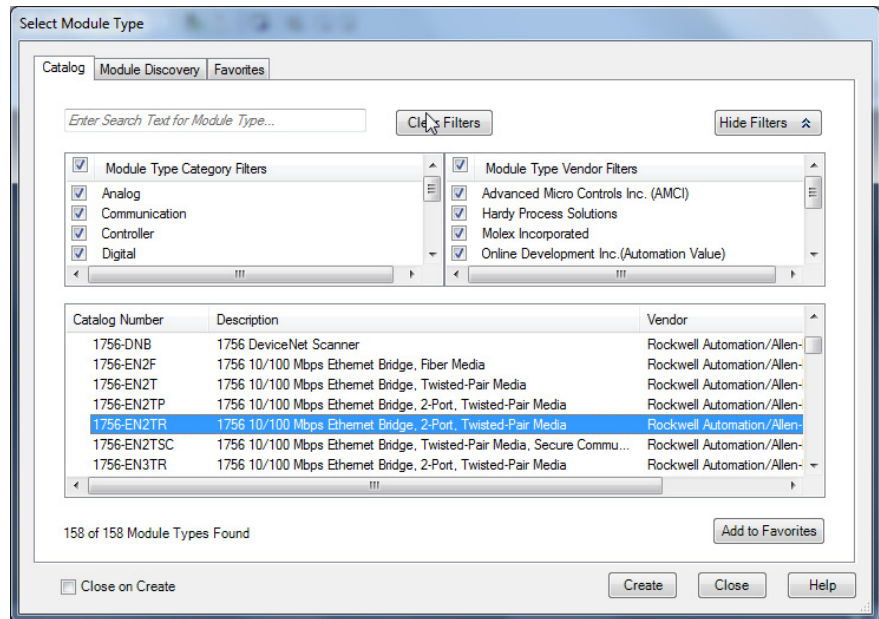 Select Module Type
Catalog Module Discovery Favorites
Enter Search Text for Module Type... Clear Filters Hide Filters
Module Type Category Filters Module Type Vendor Filters
Analog Advanced Micro Controls Inc. (AMCI)
Communication Hardy Process Solutions
Controller Molex Incorporated
Digital Online Development Inc.(Automation Value)
Catalog Number Description Vendor
1756-DNB 1756 DeviceNet Scanner Rockwell Automation/Allen-
1756-EN2F 1756 10/100 Mbps Ethernet Bridge, Fiber Media Rockwell Automation/Allen-
1756-EN2T 1756 10/100 Mbps Ethernet Bridge, Twisted-Pair Media Rockwell Automation/Allen-
1756-EN2TP 1756 10/100 Mbps Ethernet Bridge, 2-Port, Twisted-Pair Media Rockwell Automation/Allen-
1756-EN2TR 1756 10/100 Mbps Ethernet Bridge, 2-Port, Twisted-Pair Media Rockwell Automation/Allen-
1756-EN2TSC 1756 10/100 Mbps Ethernet Bridge, Twisted-Pair Media, Secure Commu... Rockwell Automation/Allen-
1756-EN3TR 1756 10/100 Mbps Ethernet Bridge, 2-Port, Twisted-Pair Media Rockwell Automation/Allen-
158 of 158 Module Types Found Add to Favorites
Close on Create Create Close Help